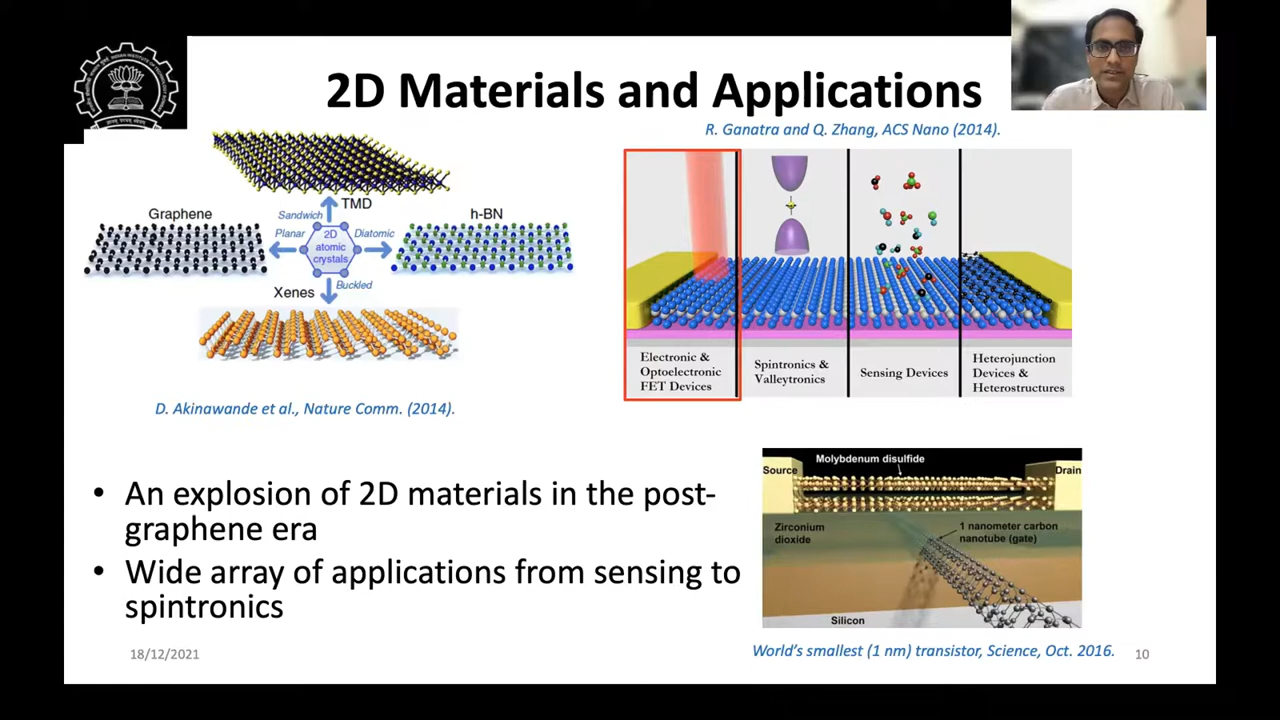 2D Materials and Applications
R. Ganatra and Q. Zhang, ACS Nano (2014).
TMD
Sandwich
Graphene
h-BN
Planar
2D
atomic
crystals
Diatomic
Xenes
Buckled
D. Akinawande et al., Nature Comm. (2014).
Electronic &
Optoelectronic
FET Devices
Spintronics &
Valleytronics
Sensing Devices
Heterojunction
Devices &
Heterostructures
• An explosion of 2D materials in the post-
graphene era
• Wide array of applications from sensing to
spintronics
Molybdenum disulfide
Source
Drain
Zirconium
dioxide
1 nanometer carbon
nanotube (gate)
Silicon
World's smallest (1 nm) transistor, Science, Oct. 2016.
18/12/2021
10